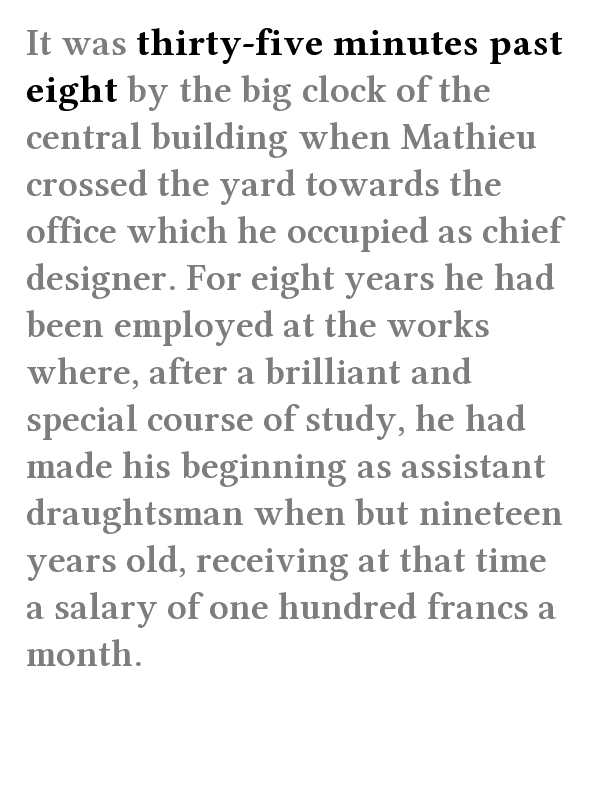 It was thirty-five minutes past
eight by the big clock of the
central building when Mathieu
crossed the yard towards the
office which he occupied as chief
designer. For eight years he had
been employed at the works
where, after a brilliant and
special course of study, he had
made his beginning as assistant
draughtsman when but nineteen
years old, receiving at that time
a salary of one hundred francs a
month.